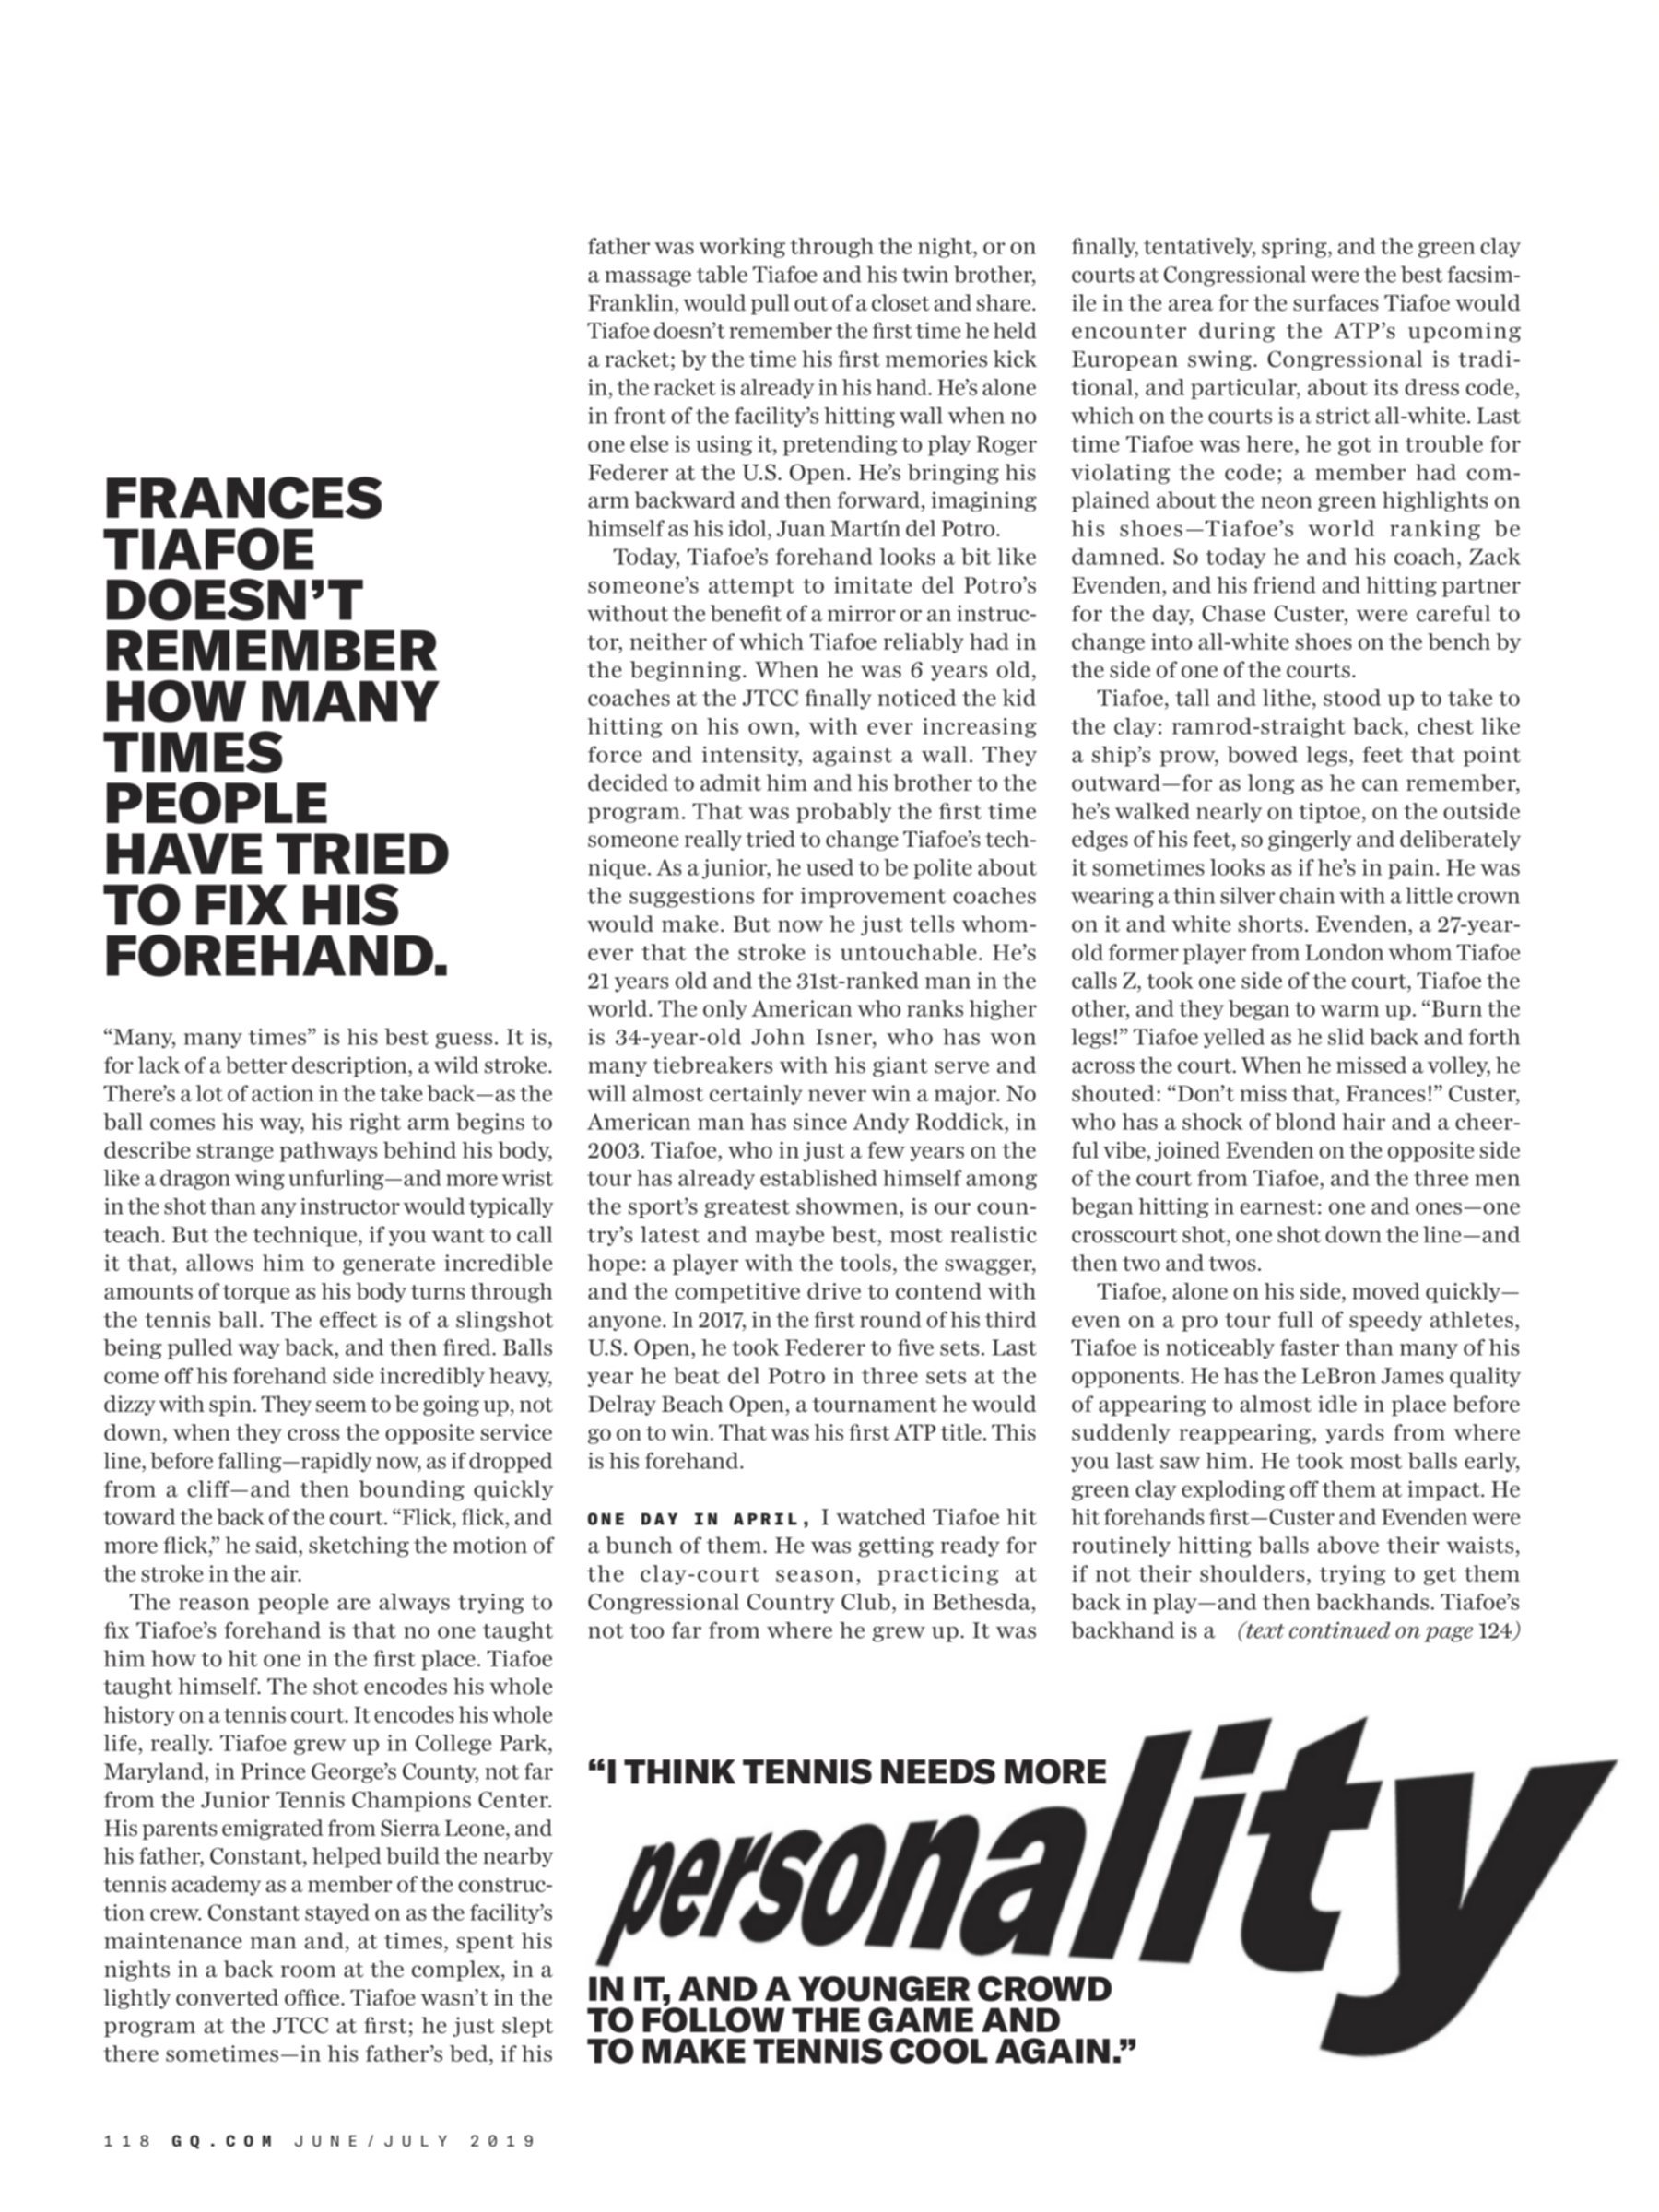 FRANCES
TIAFOE
DOESN’T
REMEMBER
HOW MANY
TIMES
PEOPLE
HAVE TRIED
TO FIX HIS
FOREHAND.
“Many, many times” is his best guess. It is,
for lack of a better description, a wild stroke.
There’s a lot of action in the take back—as the
ball comes his way, his right arm begins to
describe strange pathways behind his body,
like a dragon wing unfurling—and more wrist
in the shot than any instructor would typically
teach. But the technique, if you want to call
it that, allows him to generate incredible
amounts of torque as his body turns through
the tennis ball. The effect is of a slingshot
being pulled way back, and then fired. Balls
come off his forehand side incredibly heavy,
dizzy with spin. They seem to be going up, not
down, when they cross the opposite service
line, before falling—rapidly now, as if dropped
from a cliff—and then bounding quickly
toward the back of the court. “Flick, flick, and
more flick,” he said, sketching the motion of
the stroke in the air.
The reason people are always trying to
fix Tiafoe’s forehand is that no one taught
him how to hit one in the first place. Tiafoe
taught himself. The shot encodes his whole
history on a tennis court. It encodes his whole
life, really. Tiafoe grew up in College Park,
Maryland, in Prince George’s County, not far
from the Junior Tennis Champions Center.
His parents emigrated from Sierra Leone, and
his father, Constant, helped build the nearby
tennis academy as a member of the construc-
tion crew. Constant stayed on as the facility’s
maintenance man and, at times, spent his
nights in a back room at the complex, in a
lightly converted office. Tiafoe wasn’t in the
program at the JTCC at first; he just slept
there sometimes—in his father’s bed, if his
father was working through the night, or on
a massage table Tiafoe and his twin brother,
Franklin, would pull out of a closet and share.
Tiafoe doesn’t remember the first time he held
a racket; by the time his first memories kick
in, the racket is already in his hand. He’s alone
in front of the facility’s hitting wall when no
one else is using it, pretending to play Roger
Federer at the U.S. Open. He’s bringing his
arm backward and then forward, imagining
himself as his idol, Juan Martín del Potro.
Today, Tiafoe’s forehand looks a bit like
someone’s attempt to imitate del Potro’s
without the benefit of a mirror or an instruc-
tor, neither of which Tiafoe reliably had in
the beginning. When he was 6 years old,
coaches at the JTCC finally noticed the kid
hitting on his own, with ever increasing
force and intensity, against a wall. They
decided to admit him and his brother to the
program. That was probably the first time
someone really tried to change Tiafoe’s tech-
nique. As a junior, he used to be polite about
the suggestions for improvement coaches
would make. But now he just tells whom-
ever that the stroke is untouchable. He’s
21 years old and the 31st-ranked man in the
world. The only American who ranks higher
is 34-year-old John Isner, who has won
many tiebreakers with his giant serve and
will almost certainly never win a major. No
American man has since Andy Roddick, in
2003. Tiafoe, who in just a few years on the
tour has already established himself among
the sport’s greatest showmen, is our coun-
try’s latest and maybe best, most realistic
hope: a player with the tools, the swagger,
and the competitive drive to contend with
anyone. In 2017, in the first round of his third
U.S. Open, he took Federer to five sets. Last
year he beat del Potro in three sets at the
Delray Beach Open, a tournament he would
go on to win. That was his first ATP title. This
is his forehand.
ONE DAY IN APRIL, I watched Tiafoe hit
a bunch of them. He was getting ready for
the clay-court season, practicing at
Congressional Country Club, in Bethesda,
not too far from where he grew up. It was
finally, tentatively, spring, and the green clay
courts at Congressional were the best facsim-
ile in the area for the surfaces Tiafoe would
encounter during the ATP’s upcoming
European swing. Congressional is tradi-
tional, and particular, about its dress code,
which on the courts is a strict all-white. Last
time Tiafoe was here, he got in trouble for
violating the code; a member had com-
plained about the neon green highlights on
his shoes—Tiafoe’s world ranking be
damned. So today he and his coach, Zack
Evenden, and his friend and hitting partner
for the day, Chase Custer, were careful to
change into all-white shoes on the bench by
the side of one of the courts.
Tiafoe, tall and lithe, stood up to take to
the clay: ramrod-straight back, chest like
a ship’s prow, bowed legs, feet that point
outward—for as long as he can remember,
he’s walked nearly on tiptoe, on the outside
edges of his feet, so gingerly and deliberately
it sometimes looks as if he’s in pain. He was
wearing a thin silver chain with a little crown
on it and white shorts. Evenden, a 27-year-
old former player from London whom Tiafoe
calls Z, took one side of the court, Tiafoe the
other, and they began to warm up. “Burn the
legs!” Tiafoe yelled as he slid back and forth
across the court. When he missed a volley, he
shouted: “Don’t miss that, Frances!” Custer,
who has a shock of blond hair and a cheer-
ful vibe, joined Evenden on the opposite side
of the court from Tiafoe, and the three men
began hitting in earnest: one and ones—one
crosscourt shot, one shot down the line—and
then two and twos.
Tiafoe, alone on his side, moved quickly—
even on a pro tour full of speedy athletes,
Tiafoe is noticeably faster than many of his
opponents. He has the LeBron James quality
of appearing to almost idle in place before
suddenly reappearing, yards from where
you last saw him. He took most balls early,
green clay exploding off them at impact. He
hit forehands first—Custer and Evenden were
routinely hitting balls above their waists,
if not their shoulders, trying to get them
back in play—and then backhands. Tiafoe’s
backhand is a (text continued on page 124)
“I THINK TENNIS NEEDS MORE
personality
IN IT, AND A YOUNGER CROWD
TO FOLLOW THE GAME AND
TO MAKE TENNIS COOL AGAIN.”
118 GQ.COM JUNE/JULY 2019